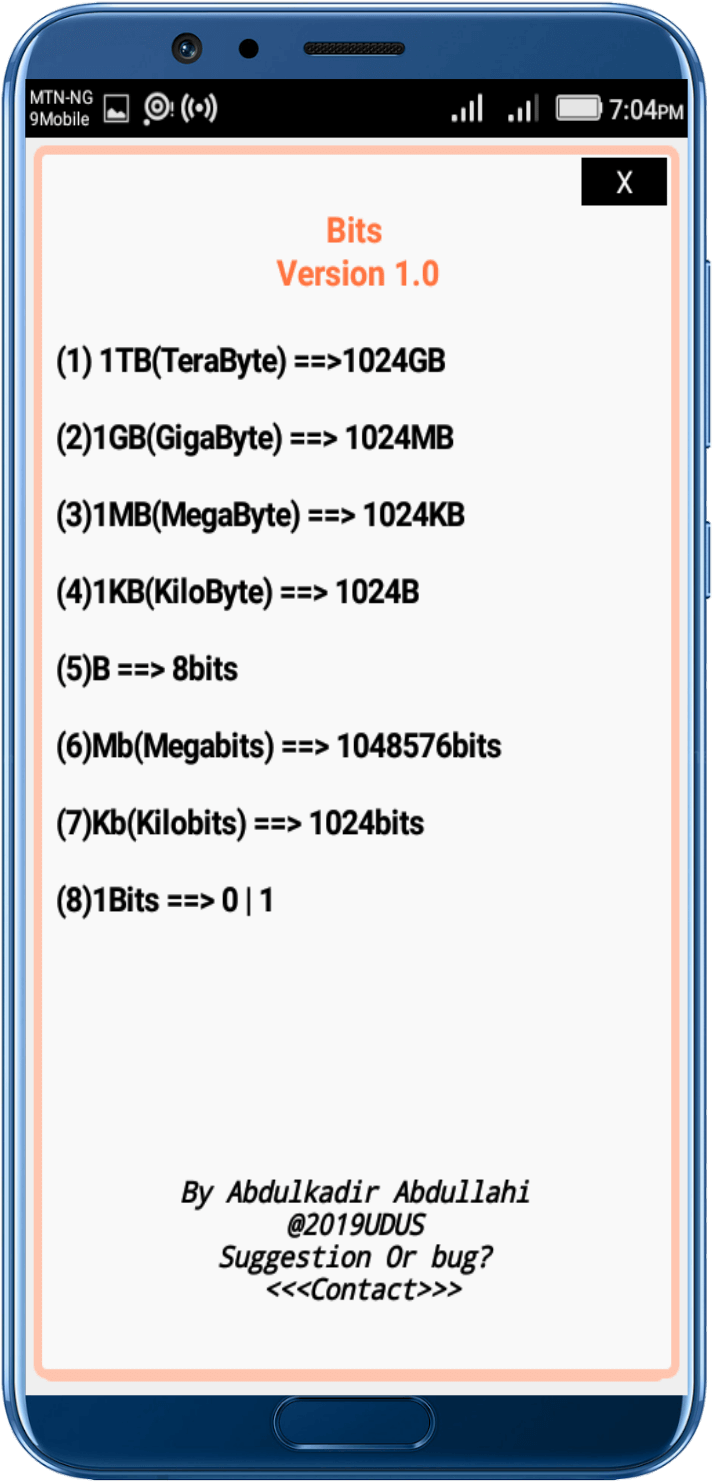 MTN-NG
9Mobile
7:04PM
X
Bits
Version 1.0
(1) 1TB(TeraByte) ==>1024GB
(2)1GB(GigaByte) ==> 1024MB
(3)1MB(MegaByte) ==> 1024KB
(4)1KB(KiloByte) ==> 1024B
(5)B ==> 8bits
(6)Mb(Megabits) ==> 1048576bits
(7)Kb(Kilobits) ==> 1024bits
(8)1Bits ==> 0 | 1
By Abdulkadir Abdullahi
@2019UDUS
Suggestion Or bug?
<<<Contact>>>